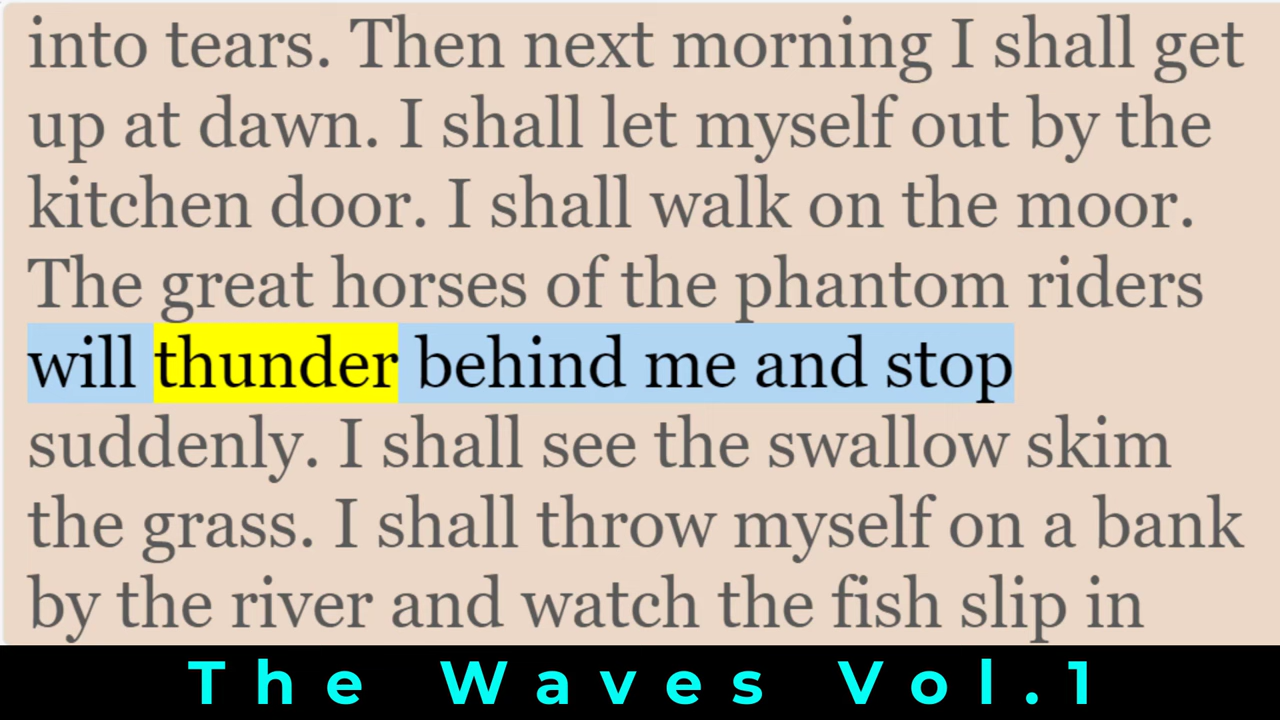 into tears. Then next morning I shall get
up at dawn. I shall let myself out by the
kitchen door. I shall walk on the moor.
The great horses of the phantom riders
will thunder behind me and stop
suddenly. I shall see the swallow skim
the grass. I shall throw myself on a bank
by the river and watch the fish slip in
The Waves Vol.1